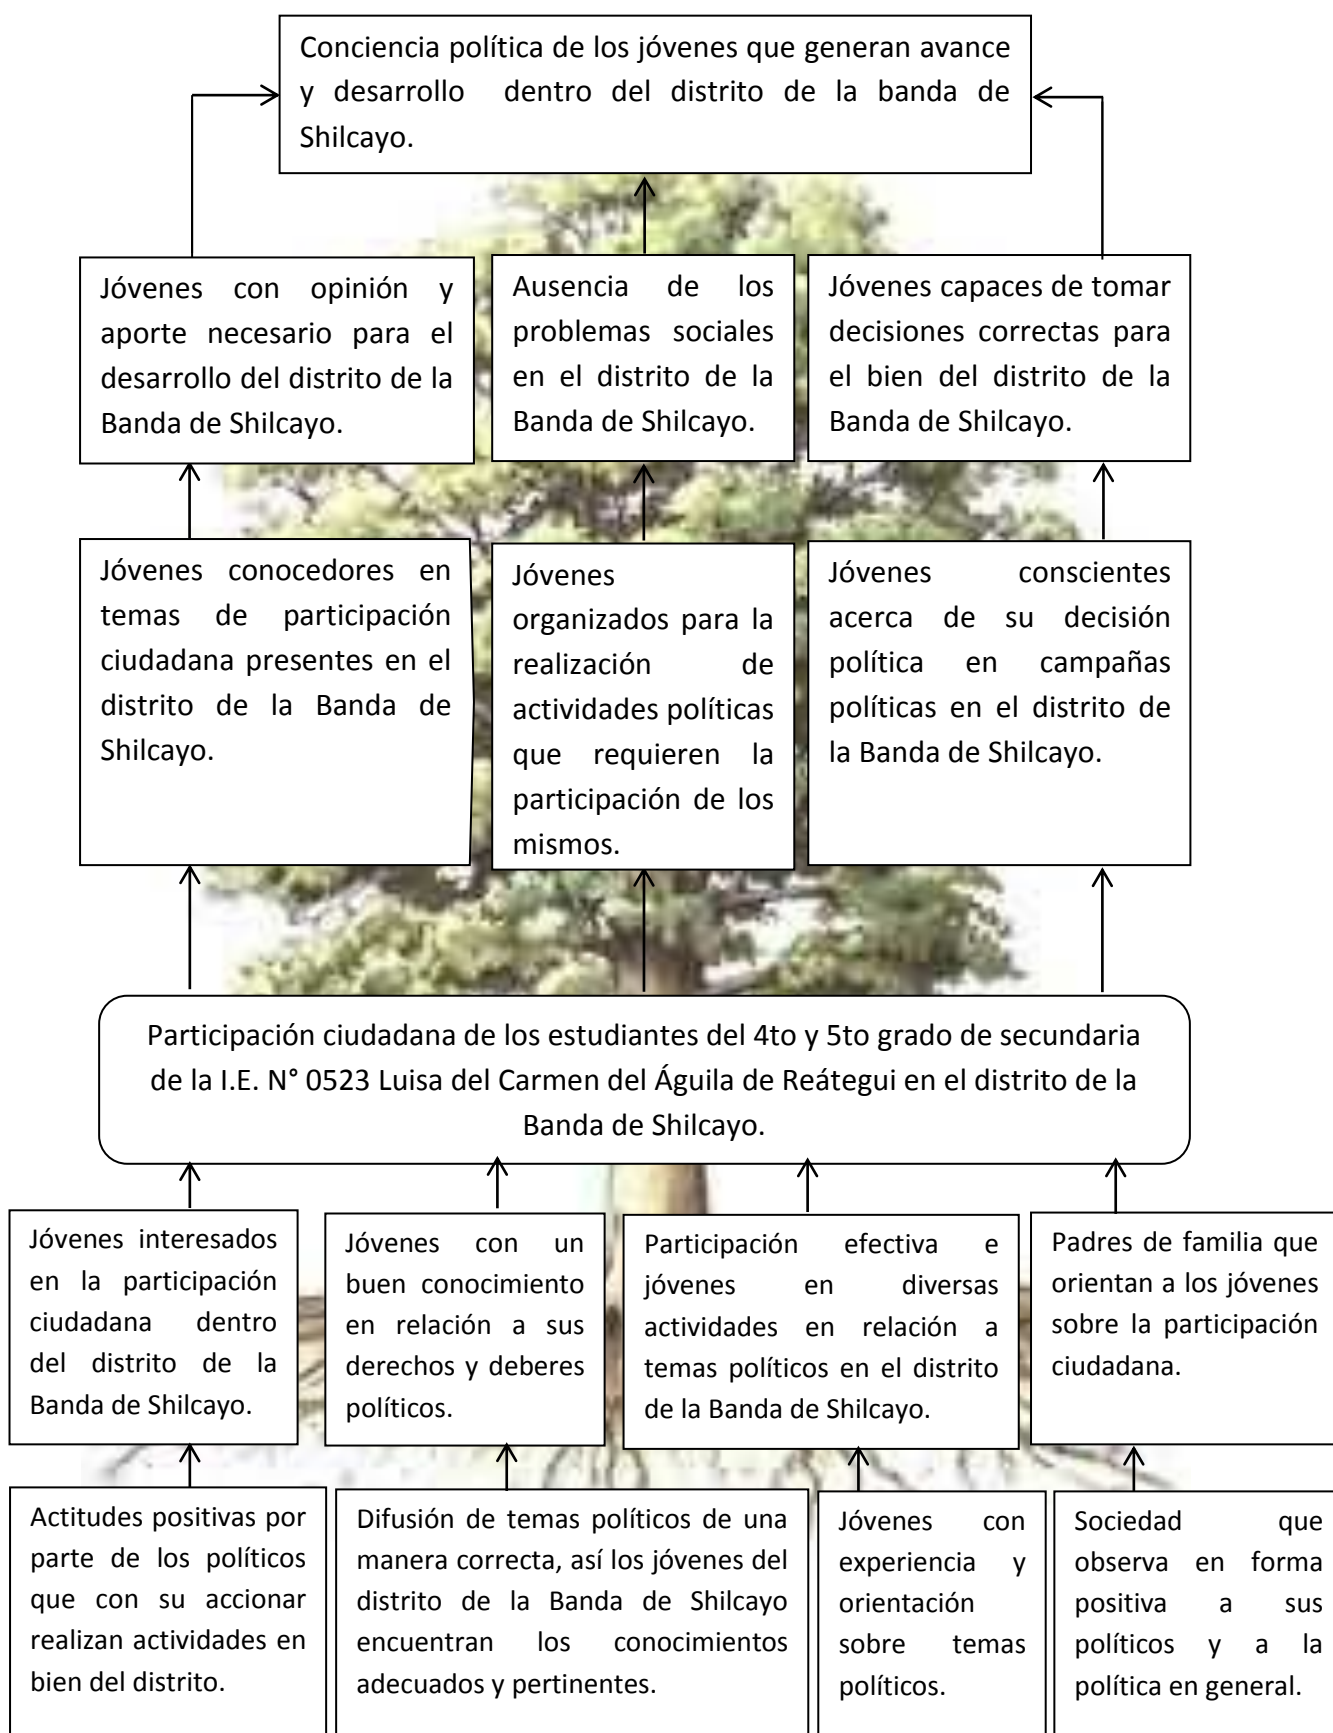 Conciencia política de los jóvenes que generan avance
y desarrollo dentro del distrito de la banda de
Shilcayo.
Jóvenes con opinión y
aporte necesario para el
desarrollo del distrito de la
Banda de Shilcayo.
Ausencia de los
problemas sociales
en el distrito de la
Banda de Shilcayo.
Jóvenes capaces de tomar
decisiones correctas para
el bien del distrito de la
Banda de Shilcayo.
Jóvenes conocedores en
temas de participación
ciudadana presentes en el
distrito de la Banda de
Shilcayo.
Jóvenes
organizados para la
realización de
actividades políticas
que requieren la
participación de los
mismos.
Jóvenes conscientes
acerca de su decisión
política en campañas
políticas en el distrito de
la Banda de Shilcayo.
Participación ciudadana de los estudiantes del 4to y 5to grado de secundaria
de la I.E. N° 0523 Luisa del Carmen del Águila de Reátegui en el distrito de la
Banda de Shilcayo.
Jóvenes interesados
en la participación
ciudadana dentro
del distrito de la
Banda de Shilcayo.
Jóvenes con un
buen conocimiento
en relación a sus
derechos y deberes
políticos.
Participación efectiva e
jóvenes en diversas
actividades en relación a
temas políticos en el distrito
de la Banda de Shilcayo.
Padres de familia que
orientan a los jóvenes
sobre la participación
ciudadana.
Actitudes positivas por
parte de los políticos
que con su accionar
realizan actividades en
bien del distrito.
Difusión de temas políticos de una
manera correcta, así los jóvenes del
distrito de la Banda de Shilcayo
encuentran los conocimientos
adecuados y pertinentes.
Jóvenes con
experiencia y
orientación
sobre temas
políticos.
Sociedad que
observa en forma
positiva a sus
políticos y a la
política en general.